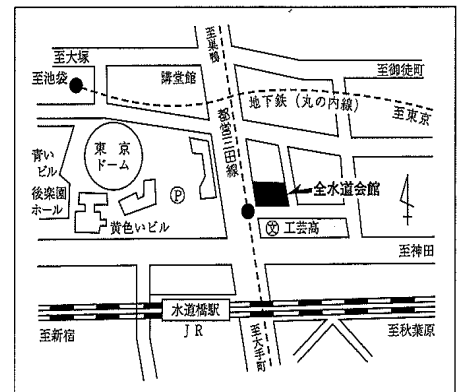 至大塚
至池袋
講堂館
至巣鴨
至御徒町
地下鉄（丸の内線）
至東京
都営三田線
青い
ビル
東京
ドーム
後楽園
ホール
黄色いビル
Ⓟ
全水道会館
文 工芸高
至神田
水道橋駅
JR
至新宿
至大手町
至秋葉原